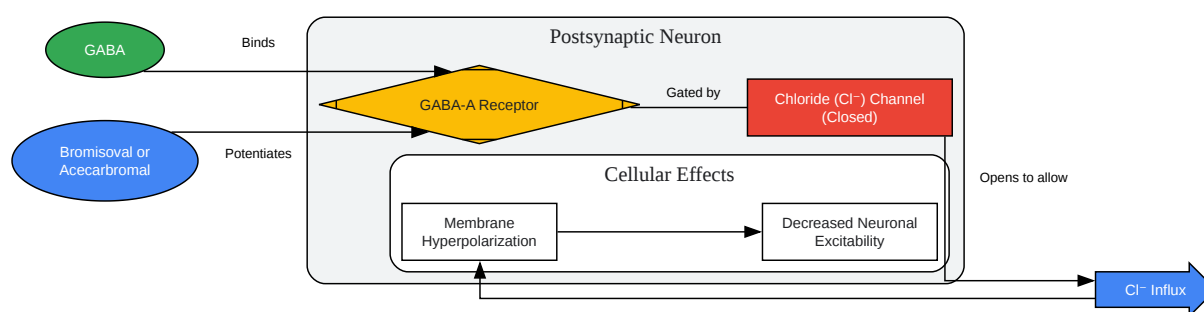 Postsynaptic Neuron
GABA
Binds
GABA-A Receptor
Gated by
Chloride (Cl⁻) Channel
(Closed)
Bromisoval or
Acecarbromal
Potentiates
Cellular Effects
Opens to allow
Membrane
Hyperpolarization
Decreased Neuronal
Excitability
Cl⁻ Influx